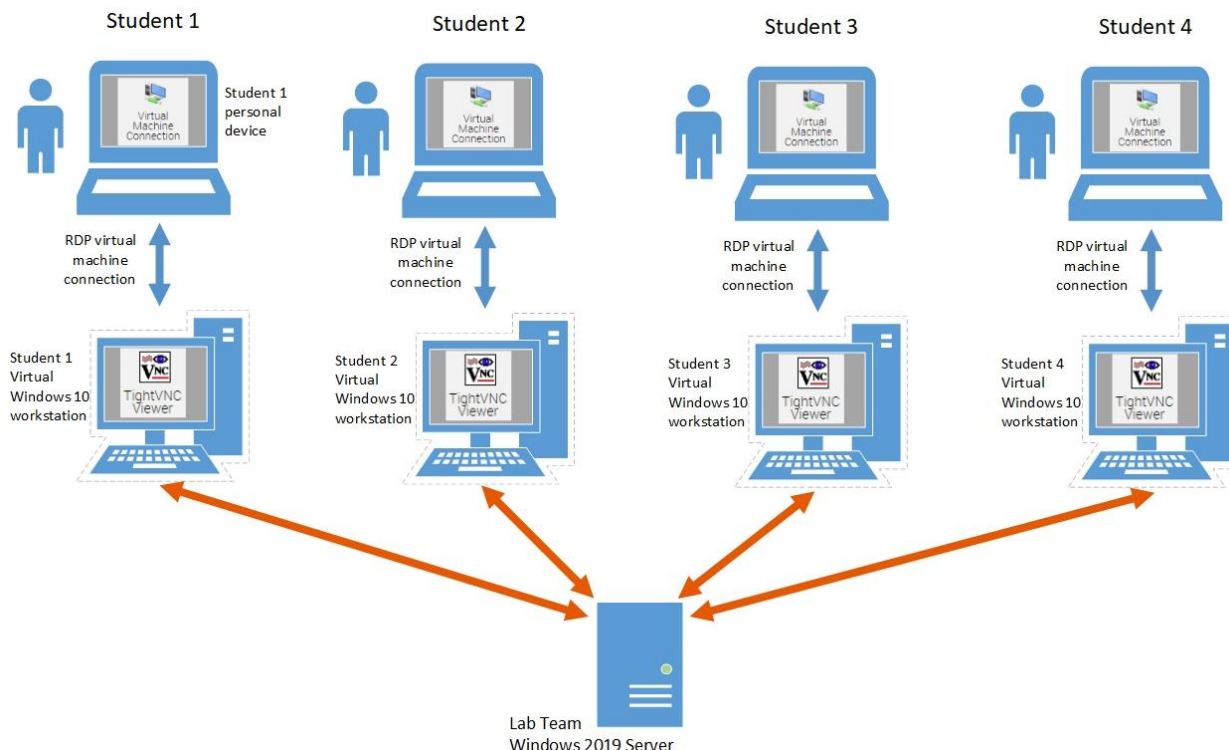 Student 1
Student 2
Student 3
Student 4
Virtual
Machine
Connection
Student 1
personal
device
Virtual
Machine
Connection
Virtual
Machine
Connection
Virtual
Machine
Connection
RDP virtual
machine
connection
RDP virtual
machine
connection
RDP virtual
machine
connection
RDP virtual
machine
connection
Student 1
Virtual
Windows 10
workstation
VNC
TightVNC
Viewer
Student 2
Virtual
Windows 10
workstation
VNC
TightVNC
Viewer
Student 3
Virtual
Windows 10
workstation
VNC
TightVNC
Viewer
Student 4
Virtual
Windows 10
workstation
VNC
TightVNC
Viewer
Lab Team
Windows 2019 Server